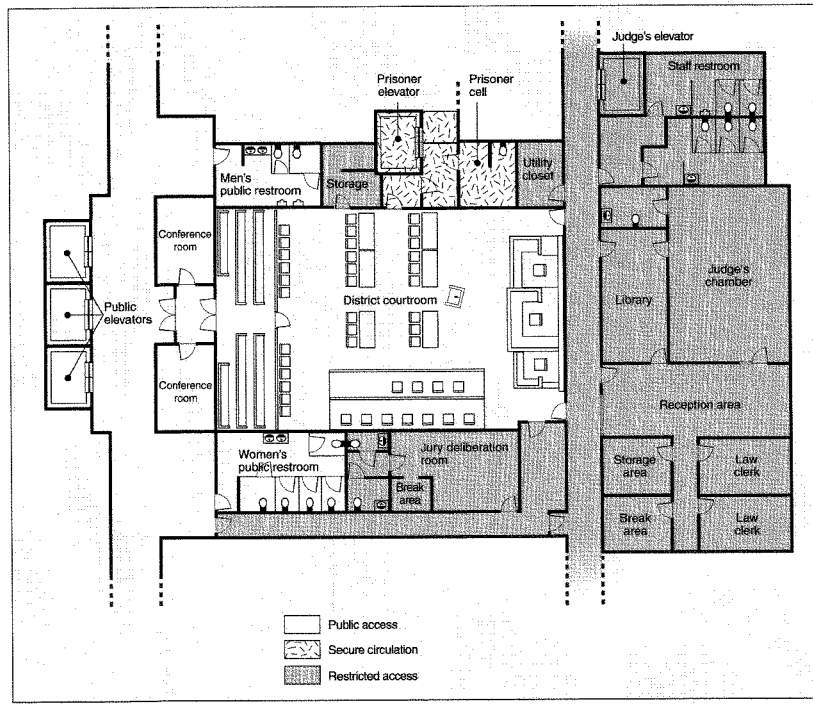 Judge's elevator
Staff restroom
Prisoner
elevator
Prisoner
cell
Men's
public restroom
Storage
Utility
closet
Conference
room
Public
elevators
District courtroom
Library
Judge's
chamber
Conference
room
Reception area
Women's
public restroom
Jury deliberation
room
Break
area
Storage
area
Law
clerk
Break
area
Law
clerk
Public access
Secure circulation
Restricted access